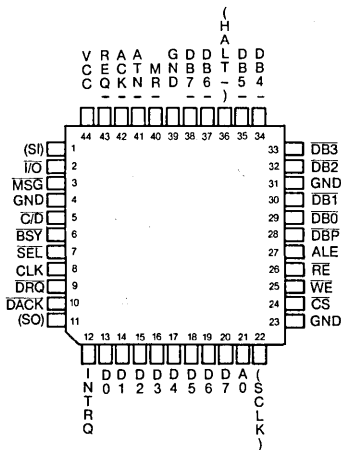 VCC REQ- ACK- ATN- MR- GND DB7- DB6- (HALT-) DB5- DB4-
44 43 42 41 40 39 38 37 36 35 34
(SI) 1
I/O 2
MSG 3
GND 4
C/D 5
BSY 6
SEL 7
CLK 8
DRQ 9
DACK 10
(SO) 11
33 DB3
32 DB2
31 GND
30 DB1
29 DB0
28 DBP
27 ALE
26 RE
25 WE
24 CS
23 GND
12 13 14 15 16 17 18 19 20 21 22
INTRQ D0 D1 D2 D3 D4 D5 D6 D7 A0 (SCLK)